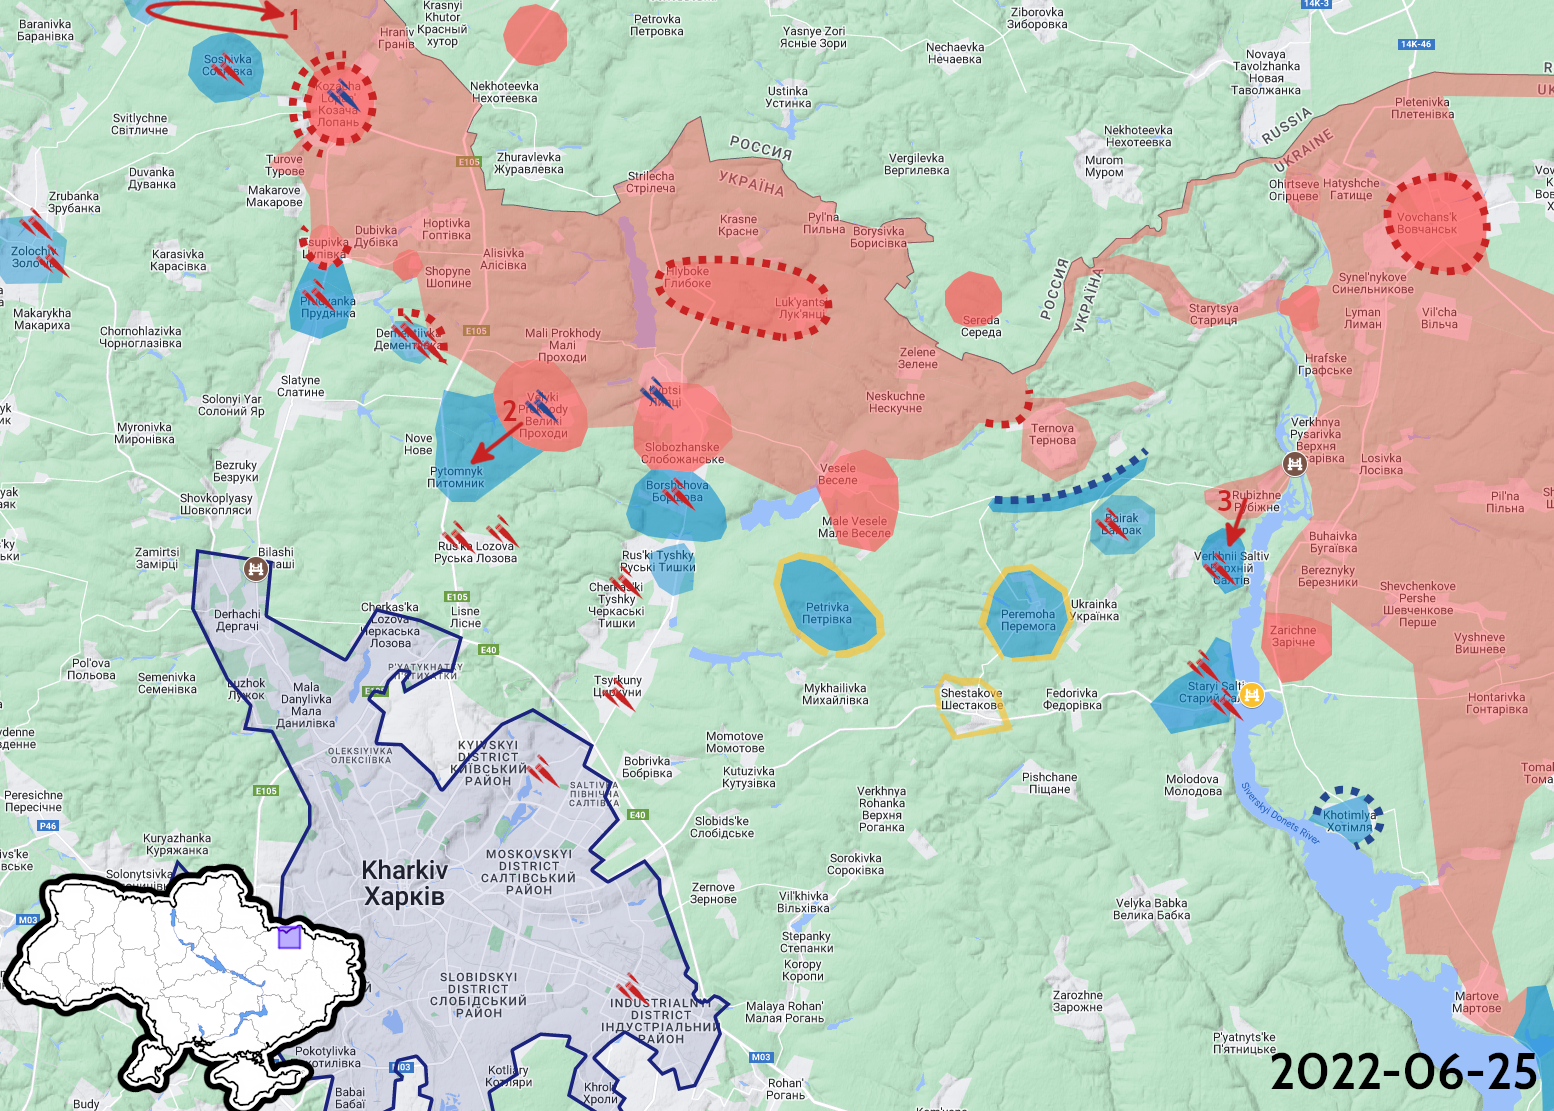 Baranivka
Баранівка
1
Krasnyi
Khutor
Красный
хутор
Hraniv
Гранів
Petrovka
Петровка
Yasnye Zori
Ясные Зори
Ziborovka
Зиборовка
14K-3
14K-46
Nechaevka
Нечаевка
Novaya
Tavolzhanka
Новая
Таволжанка
Sosnivka
Соснівка
Kozacha
Lopan'
Козача
Лопань
Nekhoteevka
Нехотеевка
Ustinka
Устинка
Pletenivka
Плетенівка
RUSSIA
UKRAINE
Svitlychne
Світличне
Nekhoteevka
Нехотеевка
E105
Zhuravlevka
Журавлевка
РОССИЯ
УКРАЇНА
Vergilevka
Вергилевка
Murom
Муром
Turove
Турове
Duvanka
Дуванка
Makarove
Макарове
Strilecha
Стрілеча
Ohirtseve
Огірцеве
Hatyshche
Гатище
Zrubanka
Зрубанка
Hoptivka
Гоптівка
Krasne
Красне
Pyl'na
Пильна
Borysivka
Борисівка
Vovchans'k
Вовчанськ
Dubivka
Дубівка
Tsupivka
Цупівка
Alisivka
Алісівка
Zolochiv
Золочів
Karasivka
Карасівка
Shopyne
Шопине
Hlyboke
Глибоке
Luk'yantsi
Лук'янці
РОССИЯ
УКРАЇНА
Synel'nykove
Синельникове
Prudyanka
Прудянка
Makarykha
Макариха
Chornohlazivka
Чорноглазівка
Dementiivka
Дементіївка
E105
Mali Prokhody
Малі
Проходи
Sereda
Середа
Starytsya
Стариця
Lyman
Лиман
Vil'cha
Вільча
Zelene
Зелене
Hrafske
Графське
Slatyne
Слатине
Solonyi Yar
Солоний Яр
Velyki
Prokhody
Великі
Проходи
2
Lyptsi
Липці
Neskuchne
Нескучне
Myronivka
Миронівка
Nove
Нове
Slobozhanske
Слобожанське
Ternova
Тернова
Verkhnya
Pysarivka
Верхня
Писарівка
Losivka
Лосівка
Bezruky
Безруки
Pytomnyk
Питомник
Vesele
Веселе
Borshchova
Борщова
Shovkoplyasy
Шовкопляси
3
Rubizhne
Рубіжне
Pil'na
Пільна
Male Vesele
Мале Веселе
Bairak
Байрак
Rus'ka Lozova
Руська Лозова
Buhaivka
Бугаївка
Zamirtsi
Замірці
Bilashi
Білаші
Rus'ki Tyshky
Руські Тишки
Verkhnii Saltiv
Верхній
Салтів
Bereznyky
Березники
Cherkas'ki
Tyshky
Черкаські
Тишки
Shevchenkove
Pershe
Шевченкове
Перше
E105
Derhachi
Дергачі
Cherkas'ka
Lozova
Черкаська
Лозова
Lisne
Лісне
Petrivka
Петрівка
Peremoha
Перемога
Ukrainka
Українка
Zarichne
Зарічне
Vyshneve
Вишневе
E40
Pol'ova
Польова
Semenivka
Семенівка
Luzhok
Лужок
P'YATYKHATKY
П'ЯТИХАТКИ
Mala
Danylivka
Мала
Данилівка
Tsyrkuny
Циркуни
Mykhailivka
Михайлівка
Shestakove
Шестакове
Fedorivka
Федорівка
Staryi Saltiv
Старий Салтів
Hontarivka
Гонтарівка
OLEKSIYIVKA
ОЛЕКСІЇВКА
KYIVSKYI
DISTRICT
КИЇВСЬКИЙ
РАЙОН
Momotove
Момотове
Bobrivka
Бобрівка
Kutuzivka
Кутузівка
Pishchane
Піщане
Molodova
Молодова
E105
Peresichne
Пересічне
P46
E40
Slobids'ke
Слобідське
Verkhnya
Rohanka
Верхня
Роганка
Siverskyi Donets River
Khotimlya
Хотімля
Kuryazhanka
Куряжанка
Kharkiv
Харків
MOSKOVSKYI
DISTRICT
САЛТІВСЬКИЙ
РАЙОН
Sorokivka
Сороківка
Solonytsivka
Zernove
Зернове
Vil'khivka
Вільхівка
Velyka Babka
Велика Бабка
M03
Stepanky
Степанки
Koropy
Коропи
SLOBIDSKYI
DISTRICT
СЛОБІДСЬКИЙ
РАЙОН
INDUSTRIALNYI
DISTRICT
ІНДУСТРІАЛЬНИЙ
РАЙОН
Malaya Rohan'
Малая Рогань
Zarozhne
Зарожне
Martove
Мартове
P'yatnyts'ke
П'ятницьке
Pokotylivka
M03
Kotliary
Котляри
M03
Rohan'
Рогань
Babai
Бабаї
Khroly
Хроли
Budy
2022-06-25